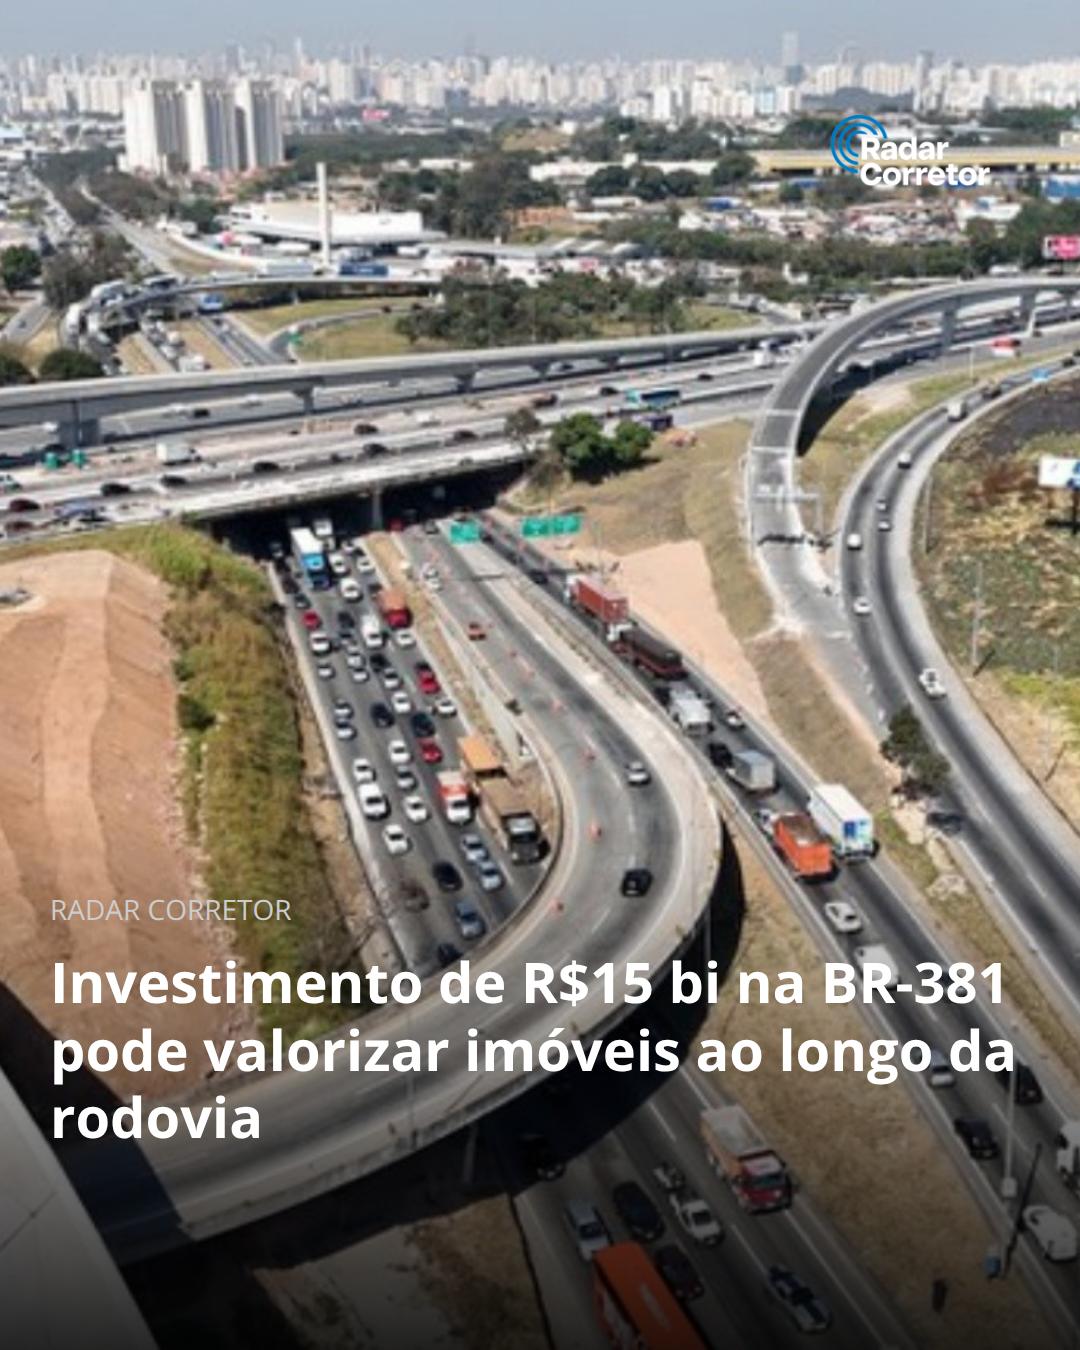 Radar
Corretor
RADAR CORRETOR
Investimento de R$15 bi na BR-381
pode valorizar imóveis ao longo da
rodovia